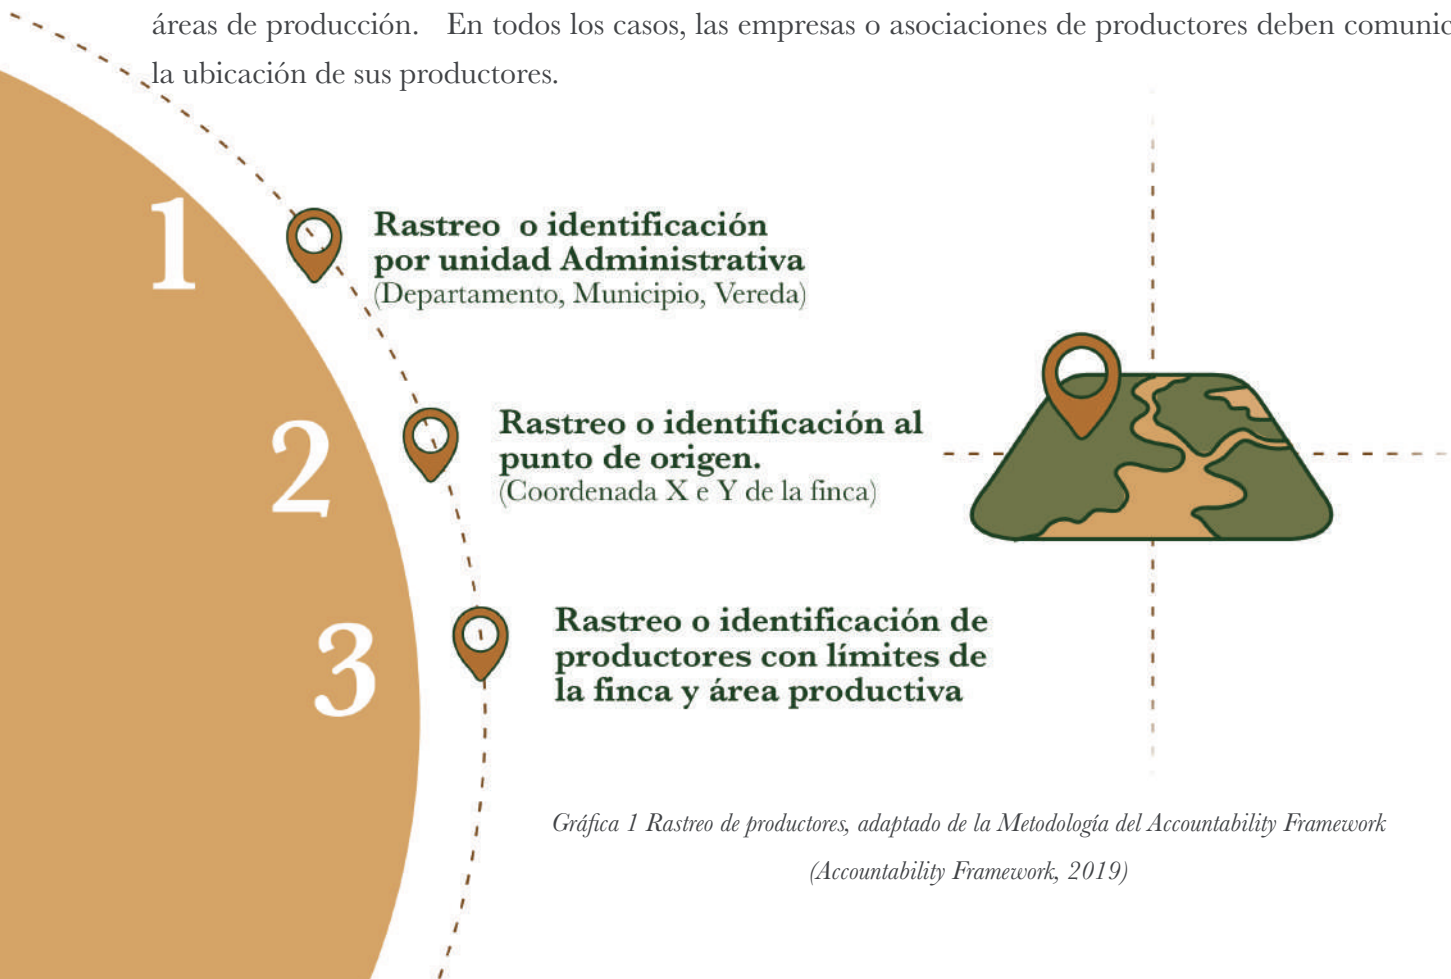 áreas de producción.   En todos los casos, las empresas o asociaciones de productores deben comunic
la ubicación de sus productores.
1
Rastreo  o identificación
por unidad Administrativa
(Departamento, Municipio, Vereda)
2
Rastreo o identificación al
punto de origen.
(Coordenada X e Y de la finca)
3
Rastreo o identificación de
productores con límites de
la finca y área productiva
Gráfica 1 Rastreo de productores, adaptado de la Metodología del Accountability Framework
(Accountability Framework, 2019)